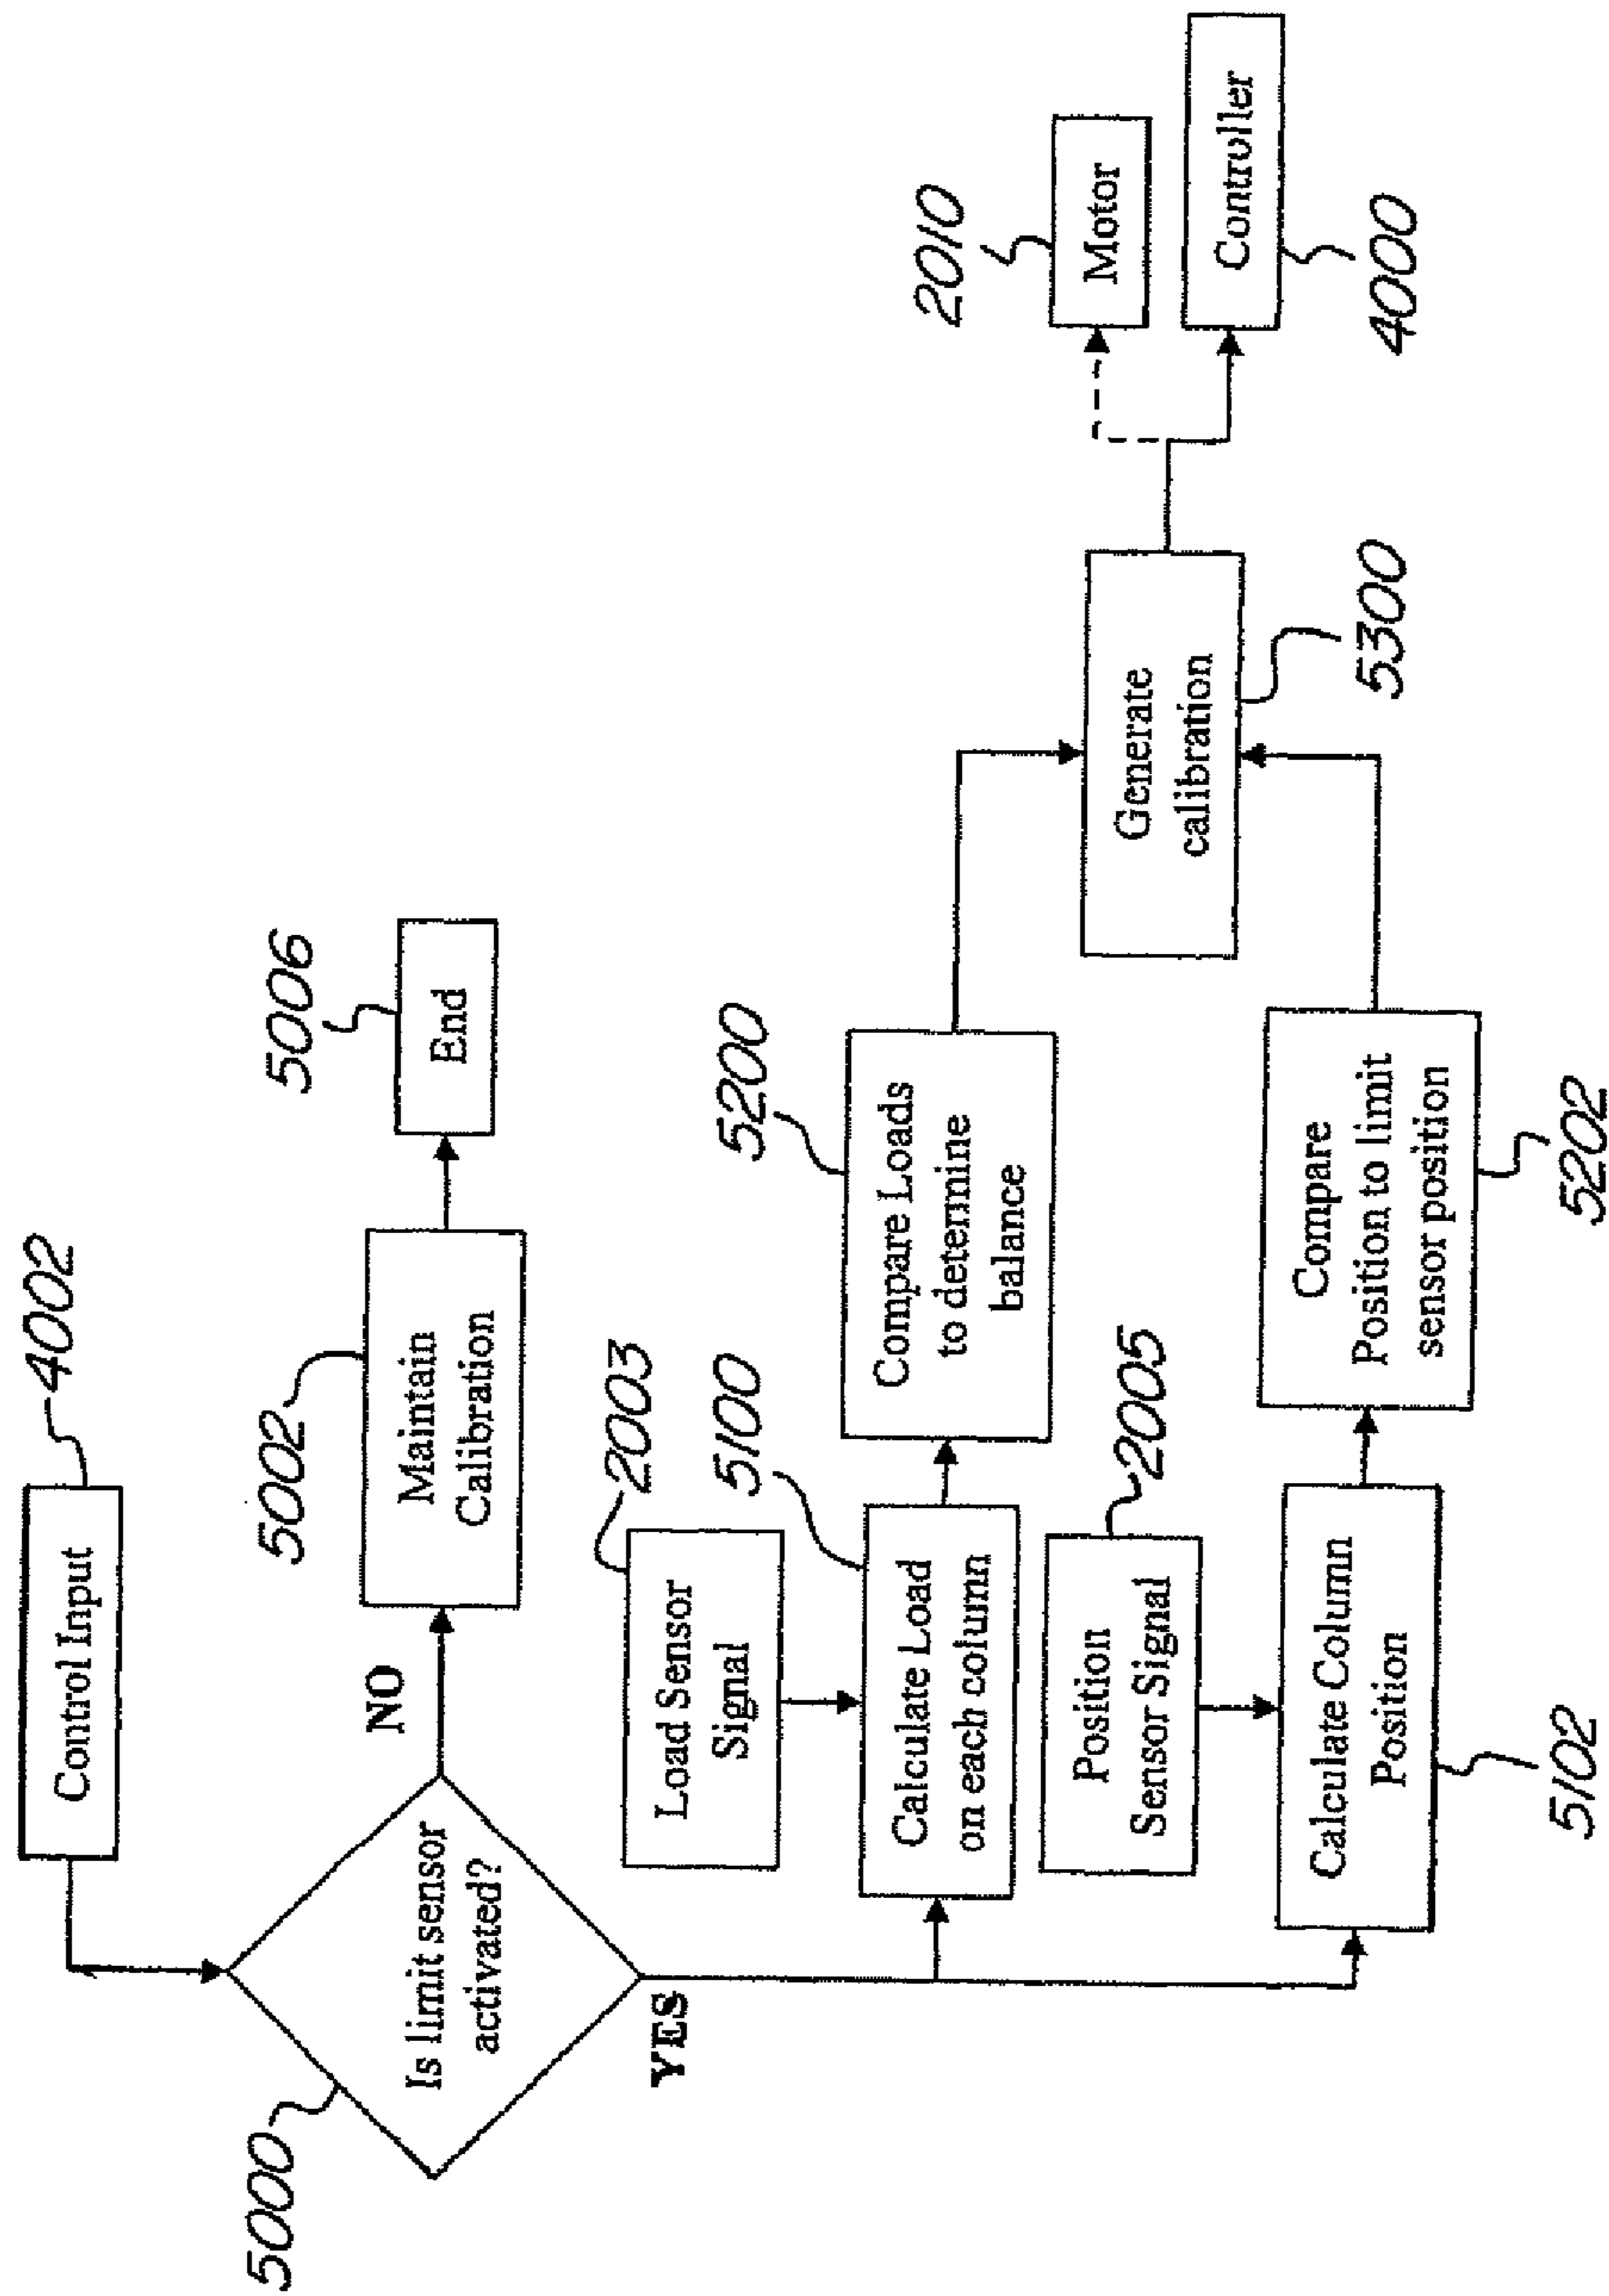 4002
Control Input
5000
Is limit sensor
activated?
NO
YES
5002
Maintain
Calibration
5006
End
2003
Load Sensor
Signal
5100
Calculate Load
on each column
5200
Compare Loads
to determine
balance
2005
Position
Sensor Signal
Calculate Column
Position
5102
Compare
Position to limit
sensor position
5202
Generate
calibration
5300
2010
Motor
Controller
4000